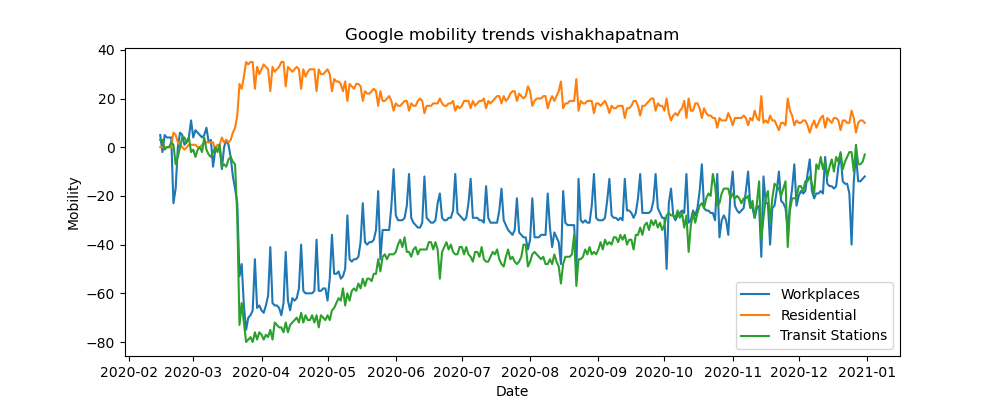 Google mobility trends vishakhapatnam
Mobility
40
20
0
−20
−40
−60
−80
Workplaces
Residential
Transit Stations
2020-02 2020-03 2020-04 2020-05 2020-06 2020-07 2020-08 2020-09 2020-10 2020-11 2020-12 2021-01
Date